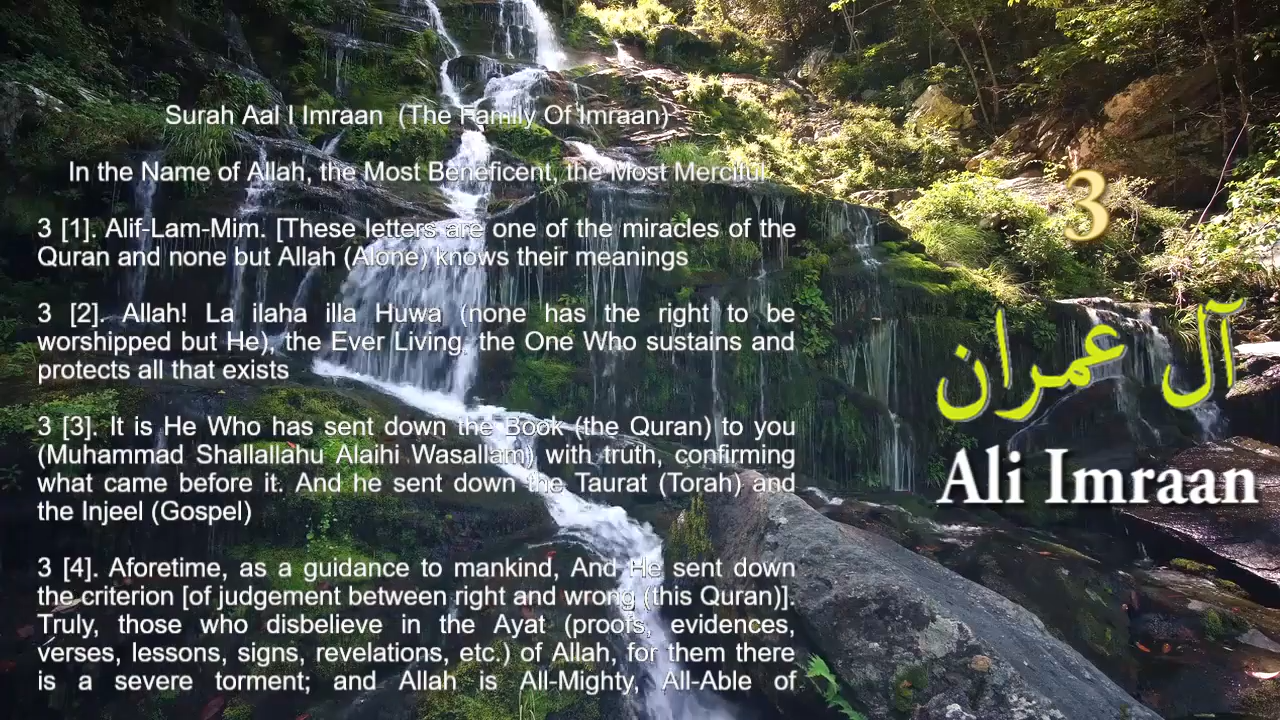 Surah Aal I Imraan (The Family Of 'Imraan)
In the Name of Allah, the Most Beneficent, the Most Merciful
3 [1]. Alif-Lam-Mim. [These letters are one of the miracles of the
Quran and none but Allah (Alone) knows their meanings
3 [2]. Allah! La ilaha illa Huwa (none has the right to be
worshipped but He), the Ever Living, the One Who sustains and
protects all that exists
3 [3]. It is He Who has sent down the Book (the Quran) to you
(Muhammad Shallallahu Alaihi Wasallam) with truth, confirming
what came before it. And he sent down the Taurat (Torah) and
the Injeel (Gospel)
3 [4]. Aforetime, as a guidance to mankind, And He sent down
the criterion [of judgement between right and wrong (this Quran)].
Truly, those who disbelieve in the Ayat (proofs, evidences,
verses, lessons, signs, revelations, etc.) of Allah, for them there
is a severe torment; and Allah is All-Mighty, All-Able of
3
آل عمران
Ali Imraan